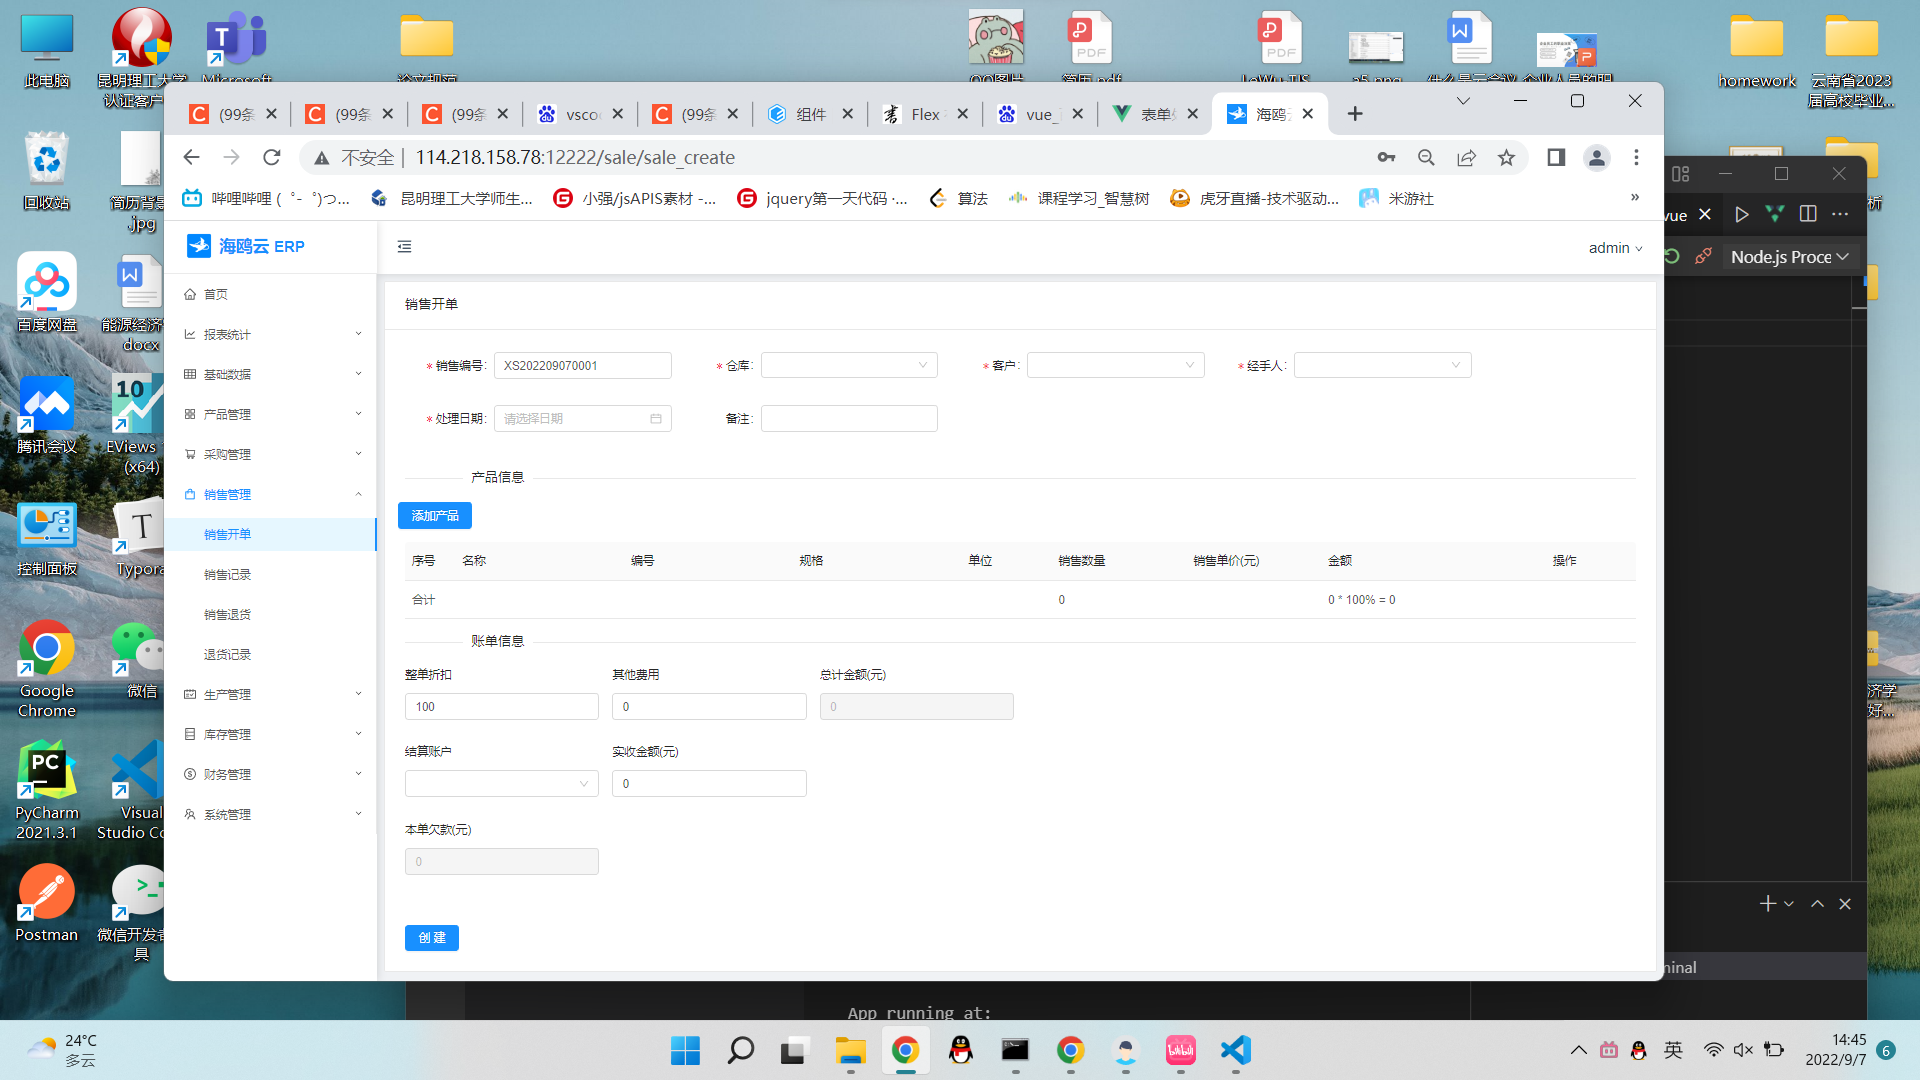 此电脑
昆明理工大学
认证客户
Microsoft
论文规范
QQ图片
简历.pdf
a5.png
homework
云南省2023
届高校毕业...
回收站
简历背景
.jpg
百度网盘
能源经济
docx
腾讯会议
EViews
(x64)
控制面板
Typora
Google
Chrome
微信
PyCharm
2021.3.1
Visual
Studio Co
Postman
微信开发者
具
(99条
(99条
(99条
vsco
(99条
组件
Flex
vue_
表单
海鸥
不安全
114.218.158.78:12222/sale/sale_create
哔哩哔哩 (゜-゜)つ...
昆明理工大学师生...
小强/jsAPIS素材 -...
jquery第一天代码 ·...
算法
课程学习_智慧树
虎牙直播-技术驱动...
米游社
»
海鸥云 ERP
admin
首页
报表统计
基础数据
产品管理
采购管理
销售管理
销售开单
销售记录
销售退货
退货记录
生产管理
库存管理
财务管理
系统管理
销售开单
* 销售编号: XS202209070001
* 仓库:
* 客户:
* 经手人:
* 处理日期: 请选择日期
备注:
产品信息
添加产品
序号 名称 编号 规格 单位 销售数量 销售单价(元) 金额 操作
合计 0 0 * 100% = 0
账单信息
整单折扣 其他费用 总计金额(元)
100 0 0
结算账户 实收金额(元)
0
本单欠款(元)
0
创 建
vue
Node.js Proce
析
济学
好...
minal
App running at:
24°C
多云
英
14:45
2022/9/7
6